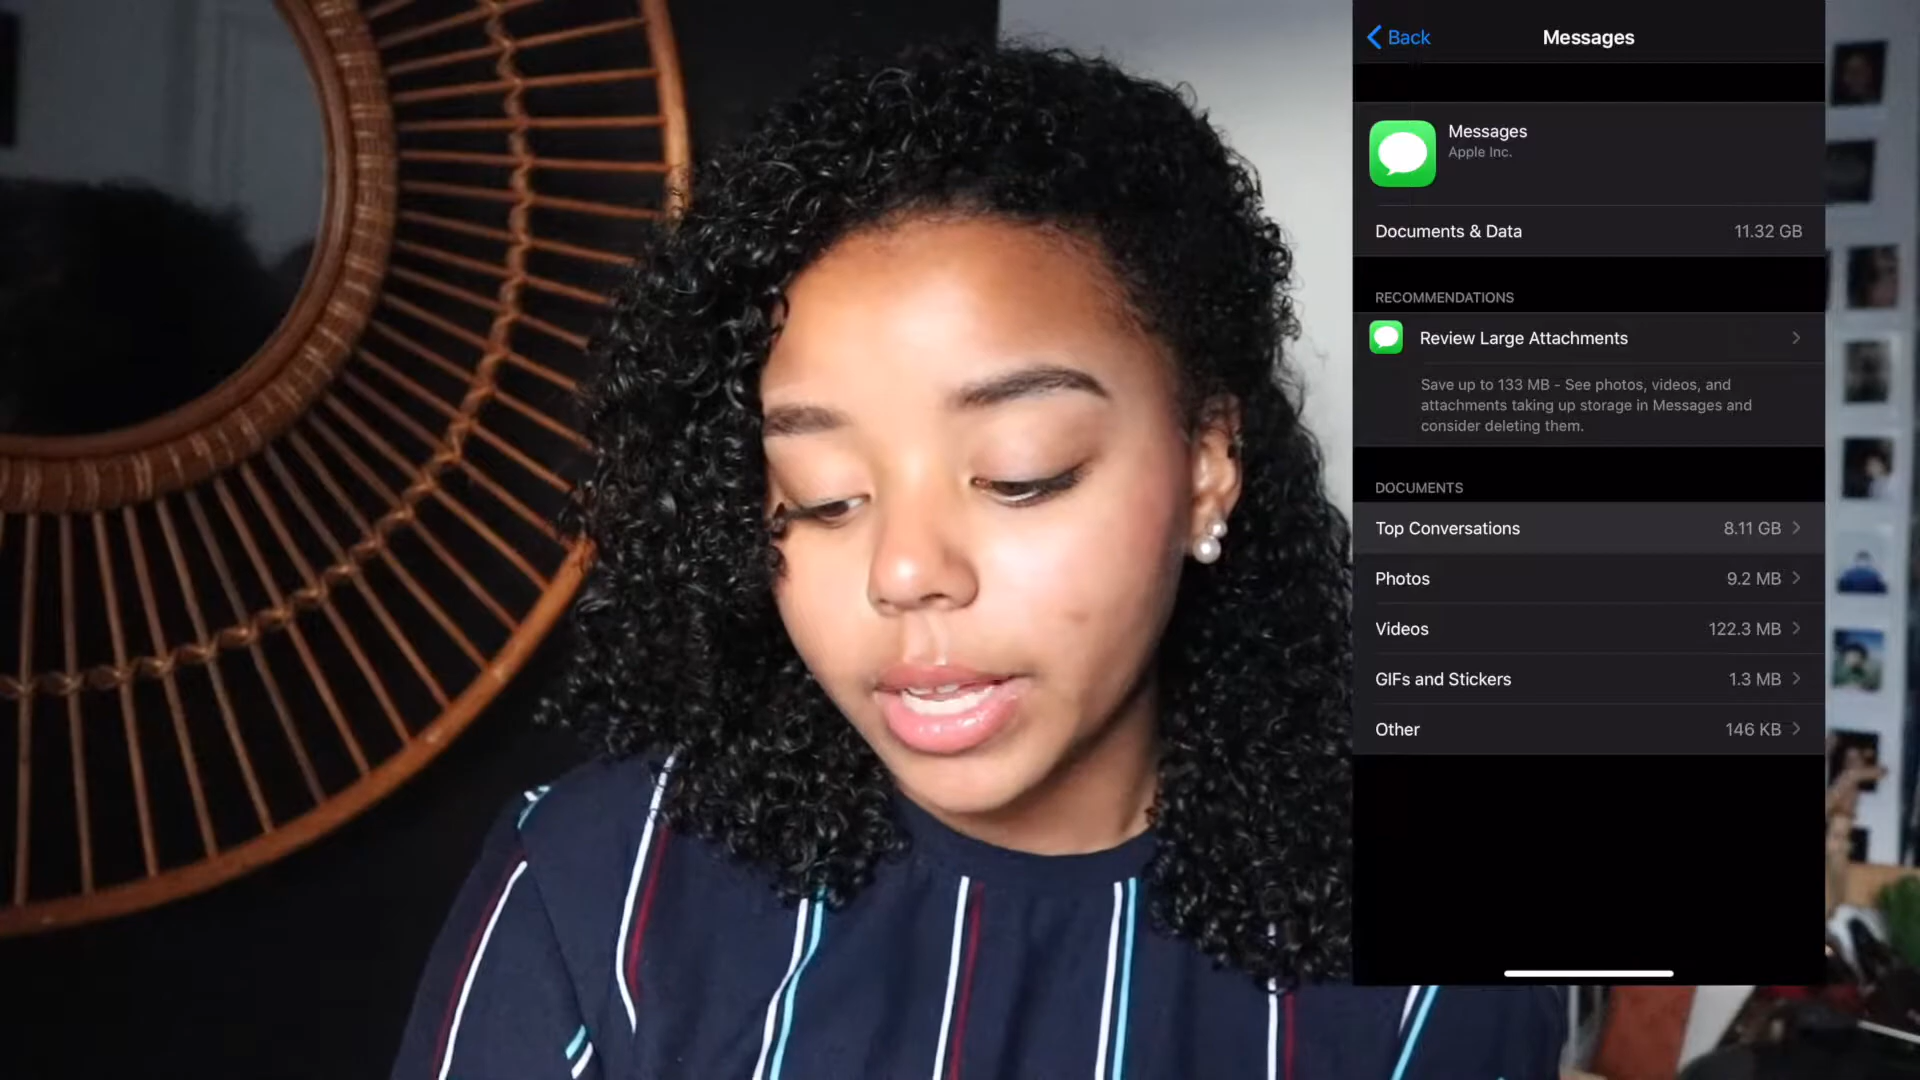 Back
Messages
Messages
Apple Inc.
Documents & Data 11.32 GB
RECOMMENDATIONS
Review Large Attachments
Save up to 133 MB - See photos, videos, and
attachments taking up storage in Messages and
consider deleting them.
DOCUMENTS
Top Conversations 8.11 GB
Photos 9.2 MB
Videos 122.3 MB
GIFs and Stickers 1.3 MB
Other 146 KB